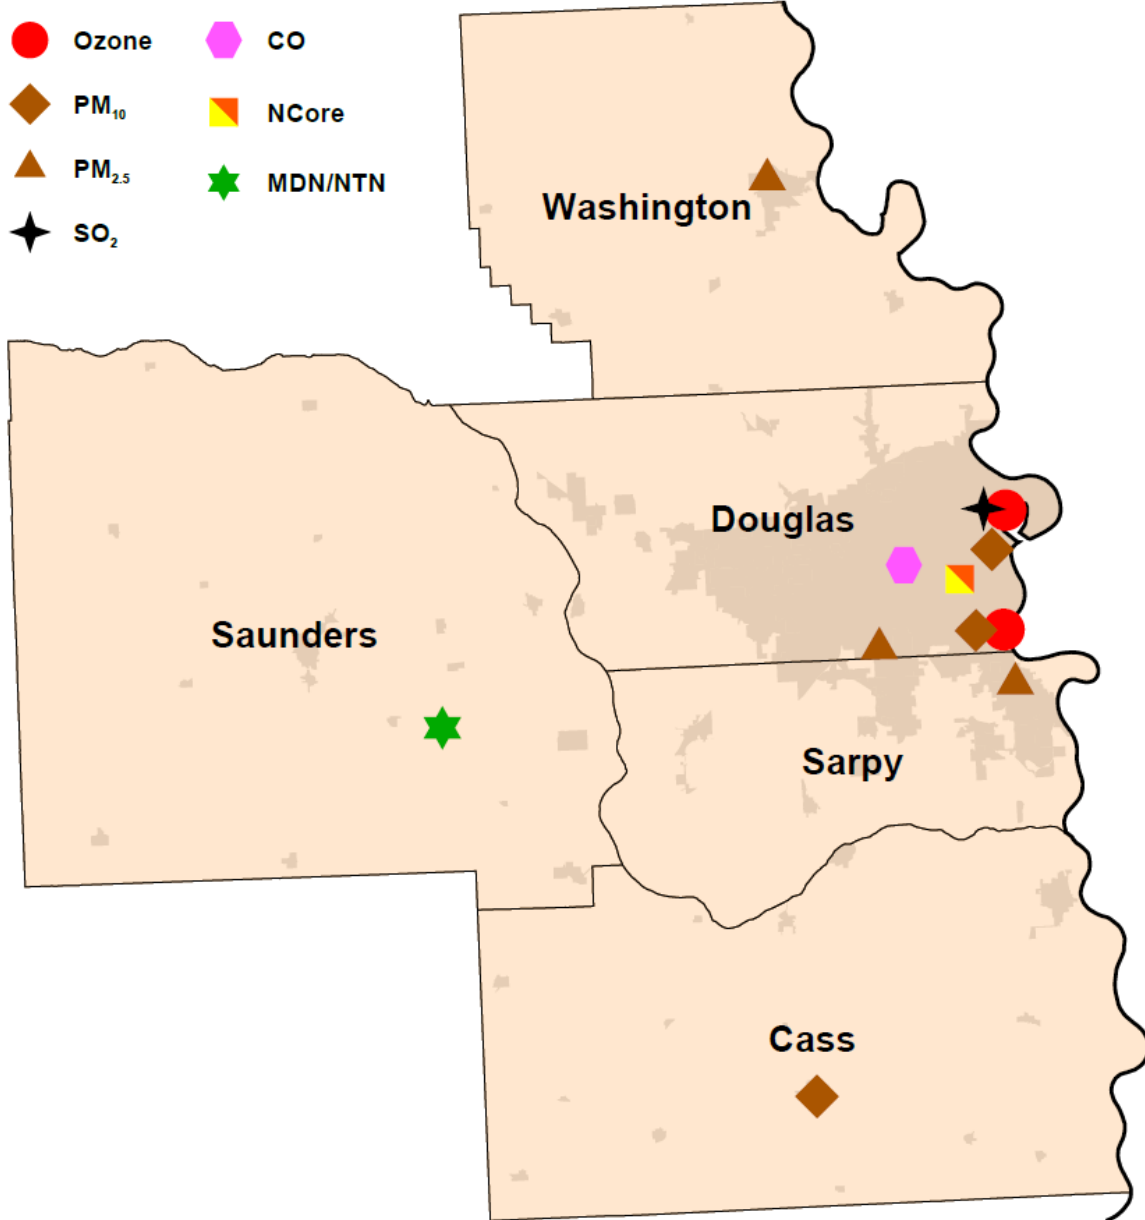 Ozone
CO
PM10
NCore
PM2.5
MDN/NTN
SO2
Washington
Douglas
Saunders
Sarpy
Cass